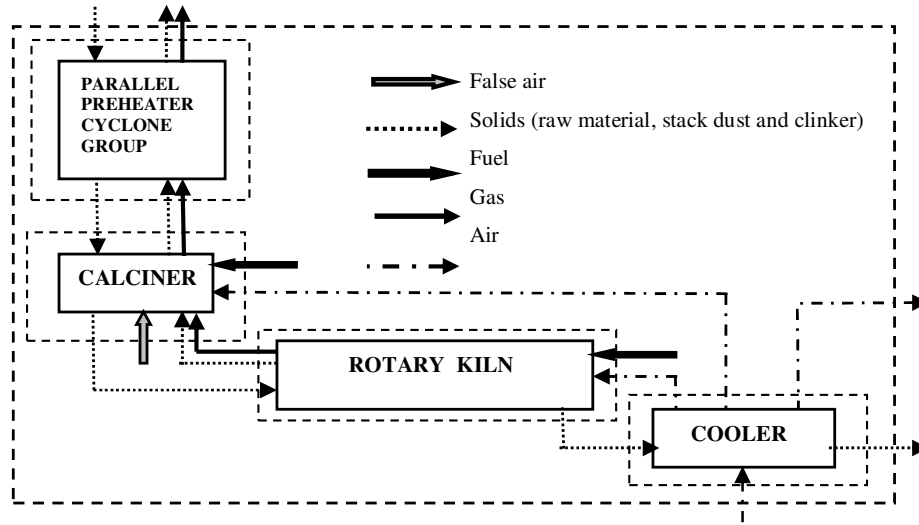 PARALLEL
PREHEATER
CYCLONE
GROUP
False air
Solids (raw material, stack dust and clinker)
Fuel
Gas
Air
CALCINER
ROTARY KILN
COOLER